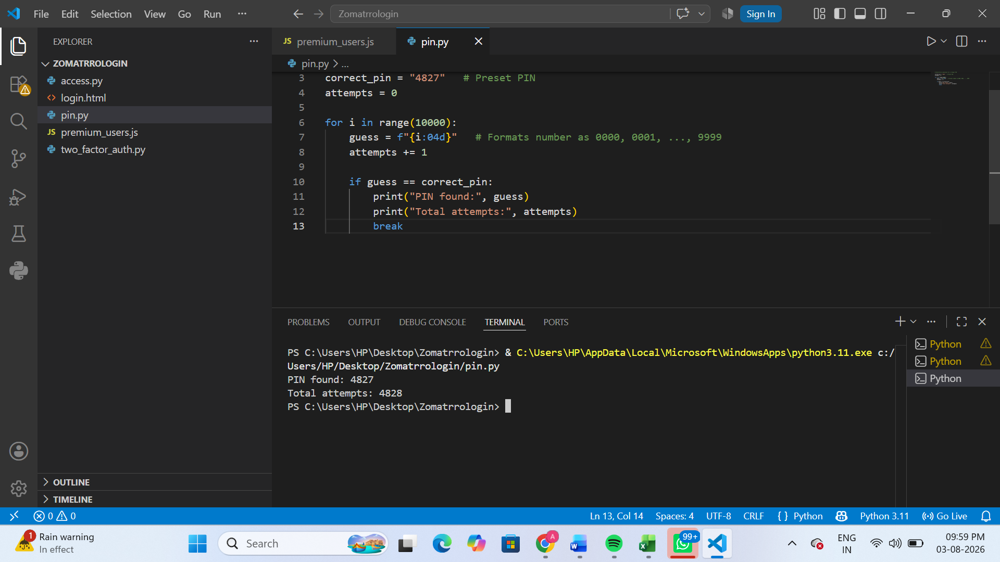 File Edit Selection View Go Run ...
Zomatrrologin
Sign In
EXPLORER
ZOMATRROLOGIN
access.py
login.html
pin.py
JS premium_users.js
two_factor_auth.py
OUTLINE
TIMELINE
JS premium_users.js
pin.py
pin.py > ...
3 correct_pin = "4827"   # Preset PIN
4 attempts = 0
5
6 for i in range(10000):
7     guess = f"{i:04d}"   # Formats number as 0000, 0001, ..., 9999
8     attempts += 1
9
10     if guess == correct_pin:
11         print("PIN found:", guess)
12         print("Total attempts:", attempts)
13         break
PROBLEMS OUTPUT DEBUG CONSOLE TERMINAL PORTS
PS C:\Users\HP\Desktop\Zomatrrologin> & C:\Users\HP\AppData\Local\Microsoft\WindowsApps\python3.11.exe c:/
Users/HP/Desktop/Zomatrrologin/pin.py
PIN found: 4827
Total attempts: 4828
PS C:\Users\HP\Desktop\Zomatrrologin>
Python
Python
Python
0 0
Ln 13, Col 14 Spaces: 4 UTF-8 CRLF { } Python Python 3.11 Go Live
1
Rain warning
In effect
Search
A
99+
ENG
IN
09:59 PM
03-08-2026